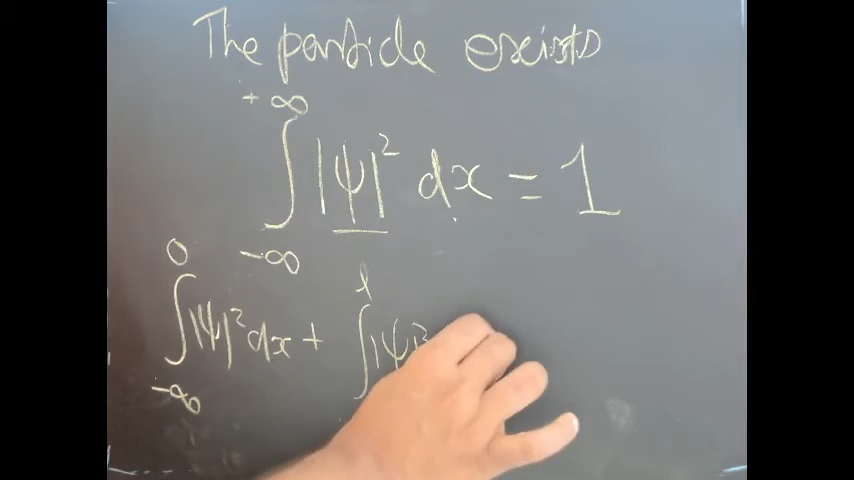 The particle exists
+∞
∫ |ψ|² dx = 1
-∞
0 l
∫ |ψ|² dx + ∫ |ψ|²
-∞